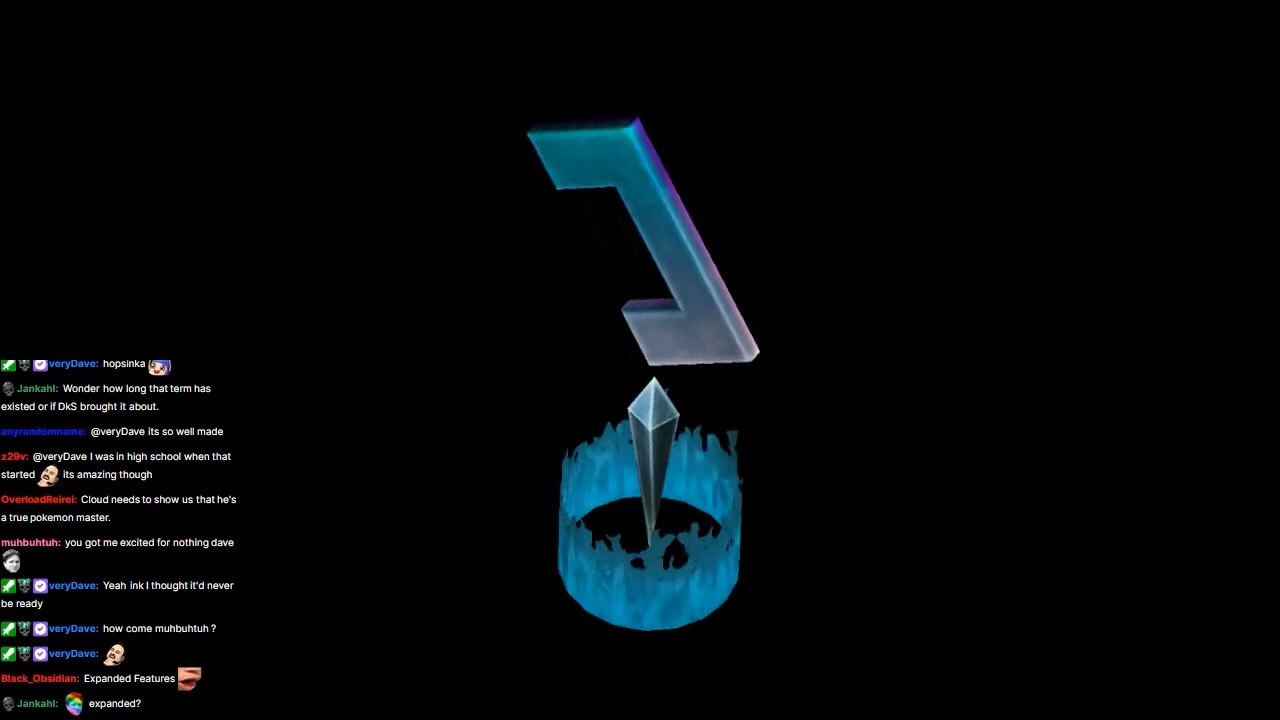 veryDave: hopsinka
Jankahl: Wonder how long that term has
existed or if DkS brought it about.
anyrandomname: @veryDave its so well made
z29v: @veryDave I was in high school when that
started its amazing though
OverloadReirei: Cloud needs to show us that he's
a true pokemon master.
muhbuhtuh: you got me excited for nothing dave
veryDave: Yeah ink I thought it'd never
be ready
veryDave: how come muhbuhtuh ?
veryDave:
Black_Obsidian: Expanded Features
Jankahl: expanded?